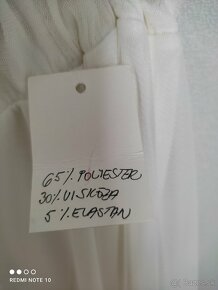 65% POLYESTER
30% VISKOZA
5% ELASTAN
REDMI NOTE 10